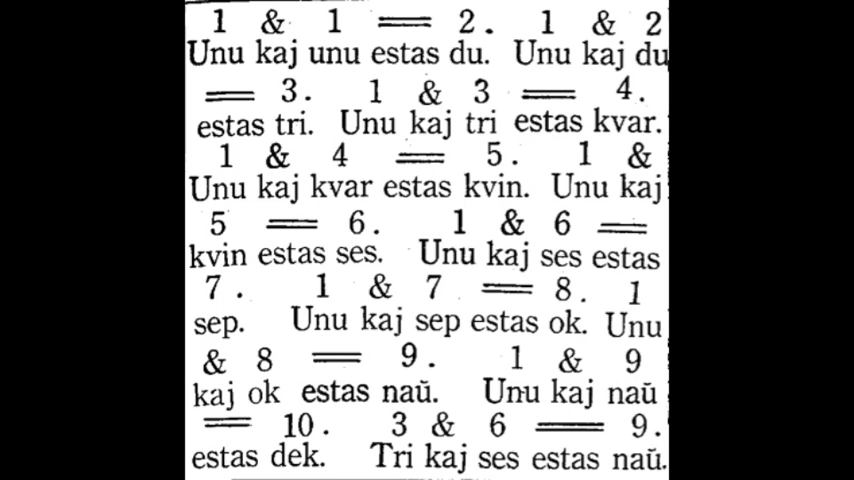 1 & 1 = 2. 1 & 2
Unu kaj unu estas du. Unu kaj du
= 3. 1 & 3 = 4.
estas tri. Unu kaj tri estas kvar.
1 & 4 = 5. 1 &
Unu kaj kvar estas kvin. Unu kaj
5 = 6. 1 & 6 =
kvin estas ses. Unu kaj ses estas
7. 1 & 7 = 8. 1
sep. Unu kaj sep estas ok. Unu
& 8 = 9. 1 & 9
kaj ok estas naŭ. Unu kaj naŭ
= 10. 3 & 6 = 9.
estas dek. Tri kaj ses estas naŭ.